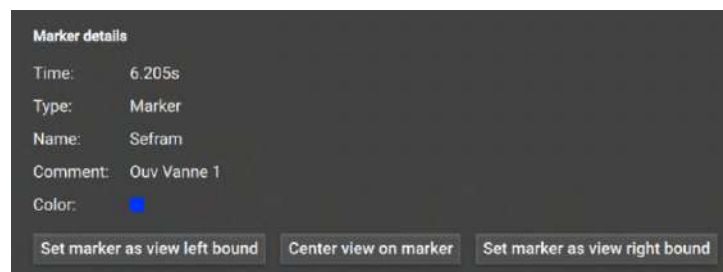 Marker details
Time: 6.205s
Type: Marker
Name: Sefram
Comment: Ouv Vanne 1
Color:
Set marker as view left bound Center view on marker Set marker as view right bound